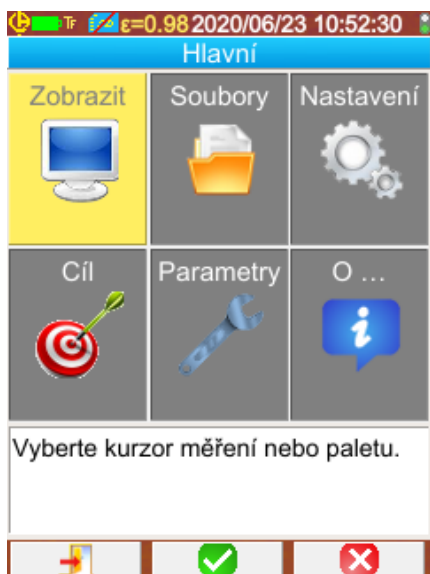 TF ε=0.98 2020/06/23 10:52:30
Hlavní
Zobrazit Soubory Nastavení
Cíl Parametry O ...
Vyberte kurzor měření nebo paletu.